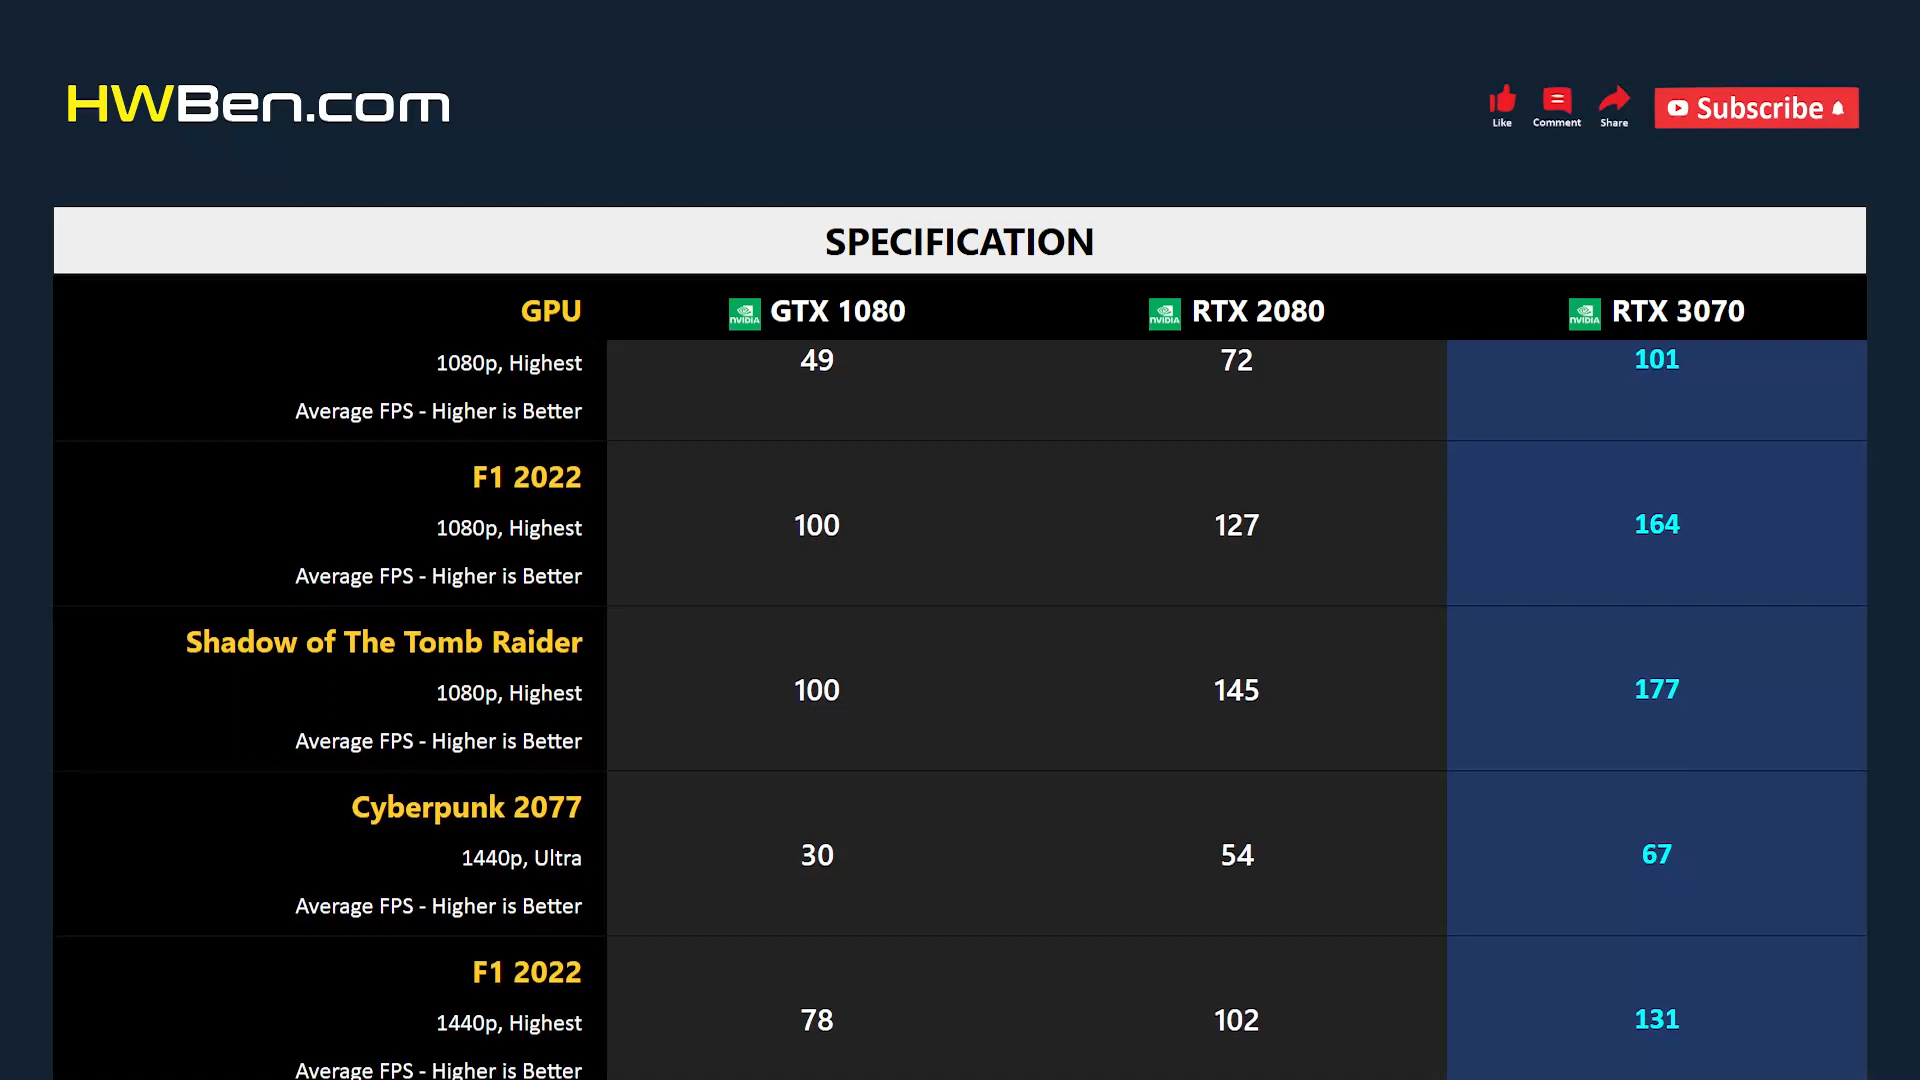 HWBen.com
Like Comment Share Subscribe
SPECIFICATION
GPU NVIDIA GTX 1080 NVIDIA RTX 2080 NVIDIA RTX 3070
1080p, Highest 49 72 101
Average FPS - Higher is Better
F1 2022
1080p, Highest 100 127 164
Average FPS - Higher is Better
Shadow of The Tomb Raider
1080p, Highest 100 145 177
Average FPS - Higher is Better
Cyberpunk 2077
1440p, Ultra 30 54 67
Average FPS - Higher is Better
F1 2022
1440p, Highest 78 102 131
Average FPS - Higher is Better